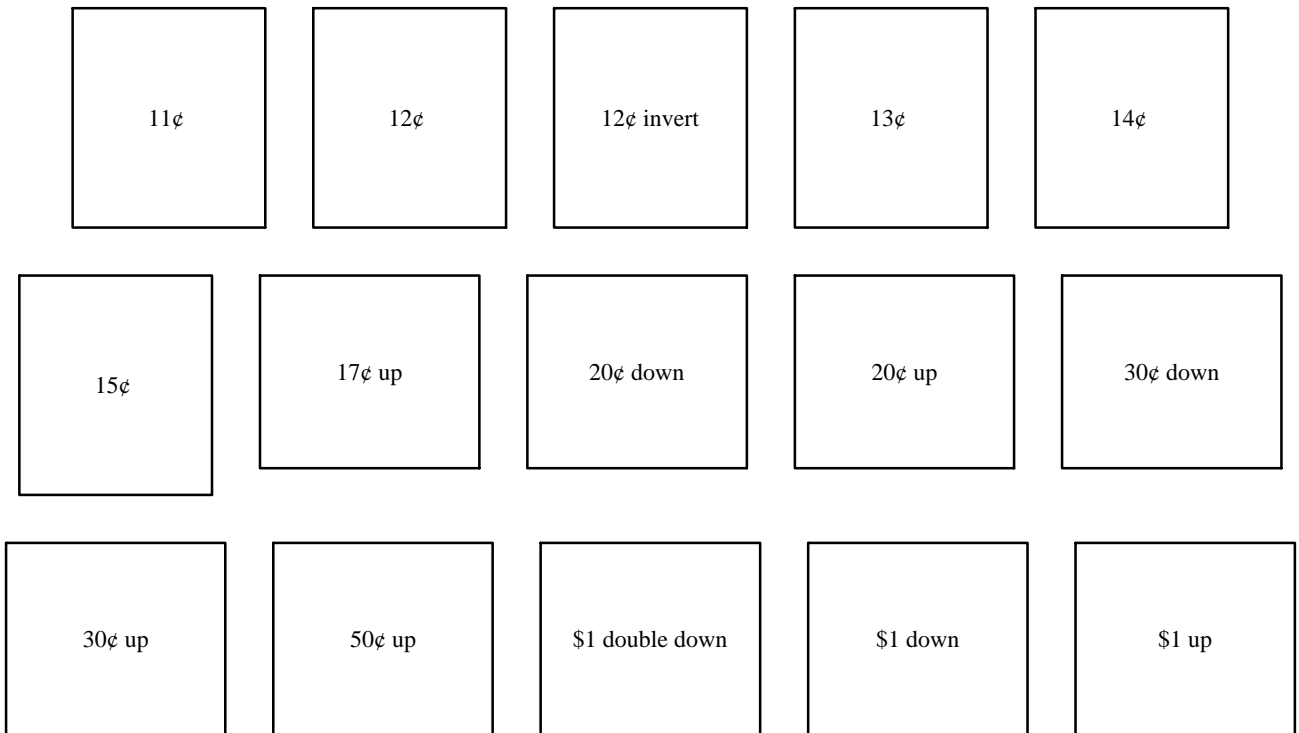 11¢
12¢
12¢ invert
13¢
14¢
15¢
17¢ up
20¢ down
20¢ up
30¢ down
30¢ up
50¢ up
$1 double down
$1 down
$1 up